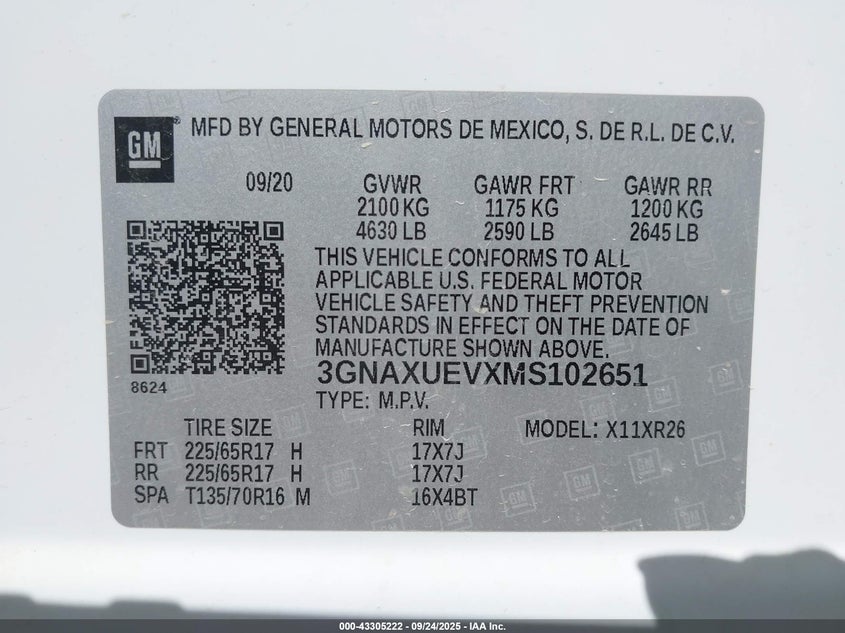 GM
MFD BY GENERAL MOTORS DE MEXICO, S. DE R.L. DE C.V.
09/20 GVWR GAWR FRT GAWR RR
2100 KG 1175 KG 1200 KG
4630 LB 2590 LB 2645 LB
THIS VEHICLE CONFORMS TO ALL
APPLICABLE U.S. FEDERAL MOTOR
VEHICLE SAFETY AND THEFT PREVENTION
STANDARDS IN EFFECT ON THE DATE OF
MANUFACTURE SHOWN ABOVE.
8624
3GNAXUEVXMS102651
TYPE: M.P.V.
TIRE SIZE RIM MODEL: X11XR26
FRT 225/65R17 H 17X7J
RR 225/65R17 H 17X7J
SPA T135/70R16 M 16X4BT
000-43305222 - 09/24/2025 - IAA Inc.